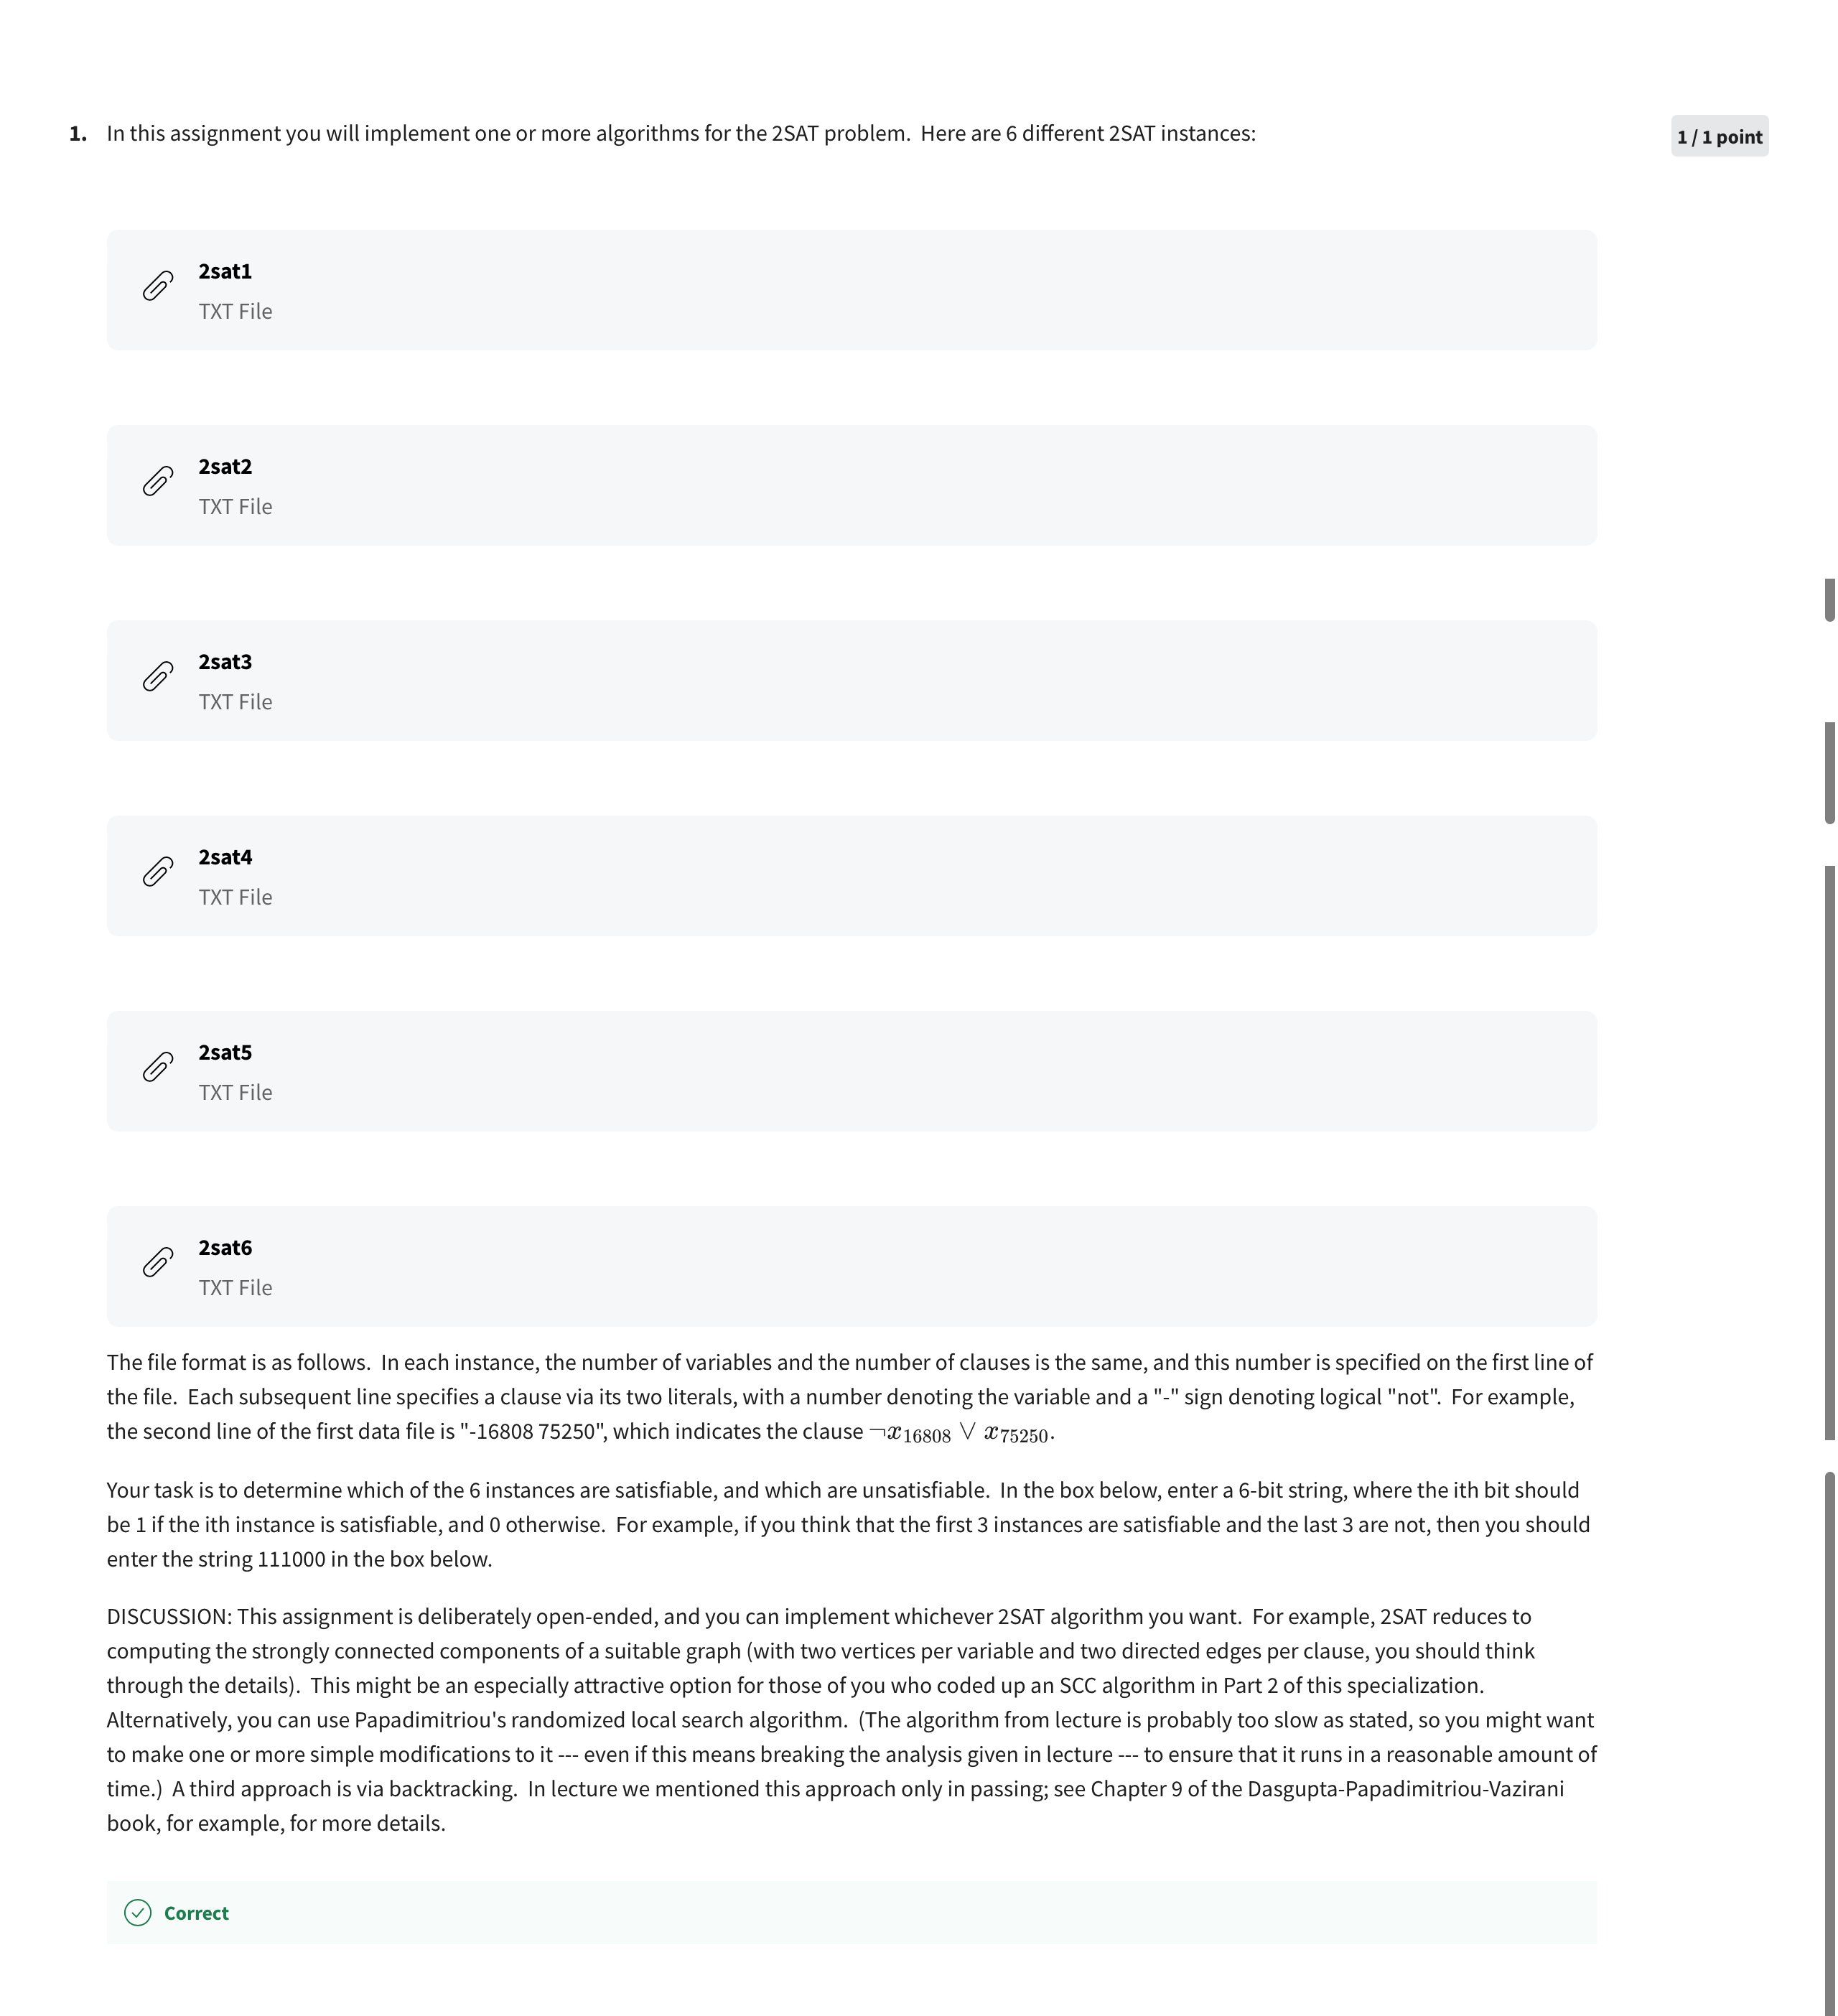 1. In this assignment you will implement one or more algorithms for the 2SAT problem.  Here are 6 different 2SAT instances:
1 / 1 point
2sat1
TXT File
2sat2
TXT File
2sat3
TXT File
2sat4
TXT File
2sat5
TXT File
2sat6
TXT File
The file format is as follows.  In each instance, the number of variables and the number of clauses is the same, and this number is specified on the first line of
the file.  Each subsequent line specifies a clause via its two literals, with a number denoting the variable and a "-" sign denoting logical "not".  For example,
the second line of the first data file is "-16808 75250", which indicates the clause ¬x₁₆₈₀₈ ∨ x₇₅₂₅₀.
Your task is to determine which of the 6 instances are satisfiable, and which are unsatisfiable.  In the box below, enter a 6-bit string, where the ith bit should
be 1 if the ith instance is satisfiable, and 0 otherwise.  For example, if you think that the first 3 instances are satisfiable and the last 3 are not, then you should
enter the string 111000 in the box below.
DISCUSSION: This assignment is deliberately open-ended, and you can implement whichever 2SAT algorithm you want.  For example, 2SAT reduces to
computing the strongly connected components of a suitable graph (with two vertices per variable and two directed edges per clause, you should think
through the details).  This might be an especially attractive option for those of you who coded up an SCC algorithm in Part 2 of this specialization.
Alternatively, you can use Papadimitriou's randomized local search algorithm.  (The algorithm from lecture is probably too slow as stated, so you might want
to make one or more simple modifications to it --- even if this means breaking the analysis given in lecture --- to ensure that it runs in a reasonable amount of
time.)  A third approach is via backtracking.  In lecture we mentioned this approach only in passing; see Chapter 9 of the Dasgupta-Papadimitriou-Vazirani
book, for example, for more details.
Correct